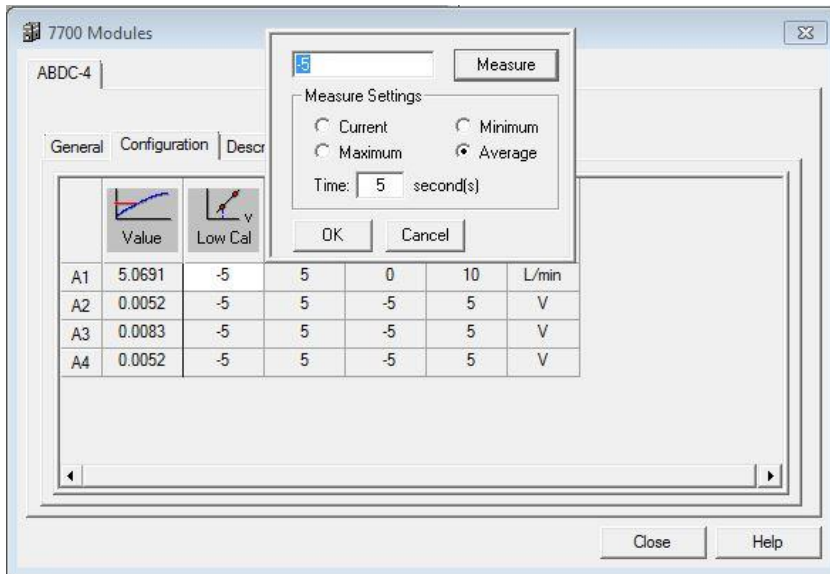 7700 Modules
ABDC-4
General Configuration Descr
-5 Measure
Measure Settings
Current Minimum
Maximum Average
Time: 5 second(s)
OK Cancel
Value Low Cal V
A1 5.0691 -5 5 0 10 L/min
A2 0.0052 -5 5 -5 5 V
A3 0.0083 -5 5 -5 5 V
A4 0.0052 -5 5 -5 5 V
Close Help